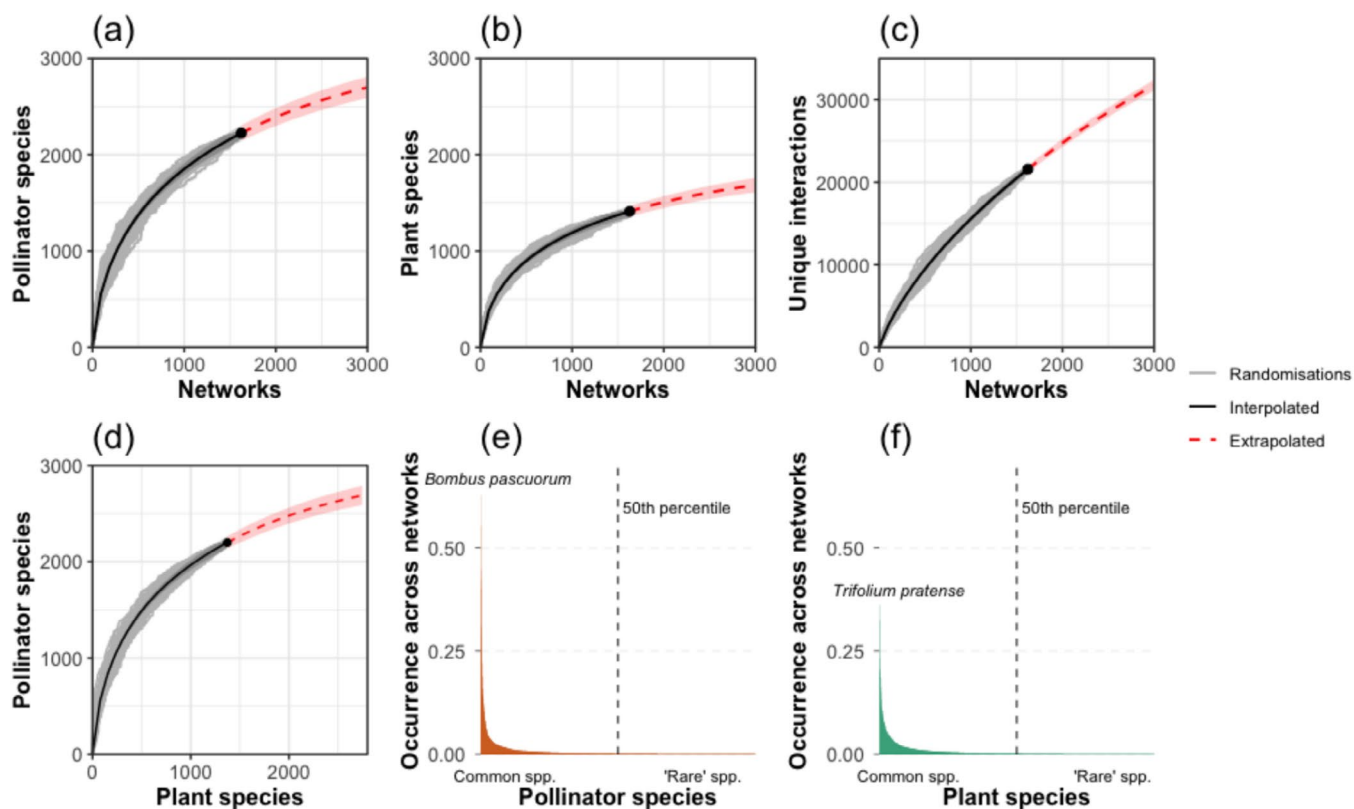 (a)
Pollinator species
3000
2000
1000
0
0 1000 2000 3000
Networks
(b)
Plant species
3000
2000
1000
0
0 1000 2000 3000
Networks
(c)
Unique interactions
30000
20000
10000
0
0 1000 2000 3000
Networks
Randomisations
Interpolated
Extrapolated
(d)
Pollinator species
3000
2000
1000
0
0 1000 2000
Plant species
(e)
Occurrence across networks
Bombus pascuorum
50th percentile
0.50
0.25
0.00
Common spp. 'Rare' spp.
Pollinator species
(f)
Occurrence across networks
50th percentile
0.50
Trifolium pratense
0.25
0.00
Common spp. 'Rare' spp.
Plant species